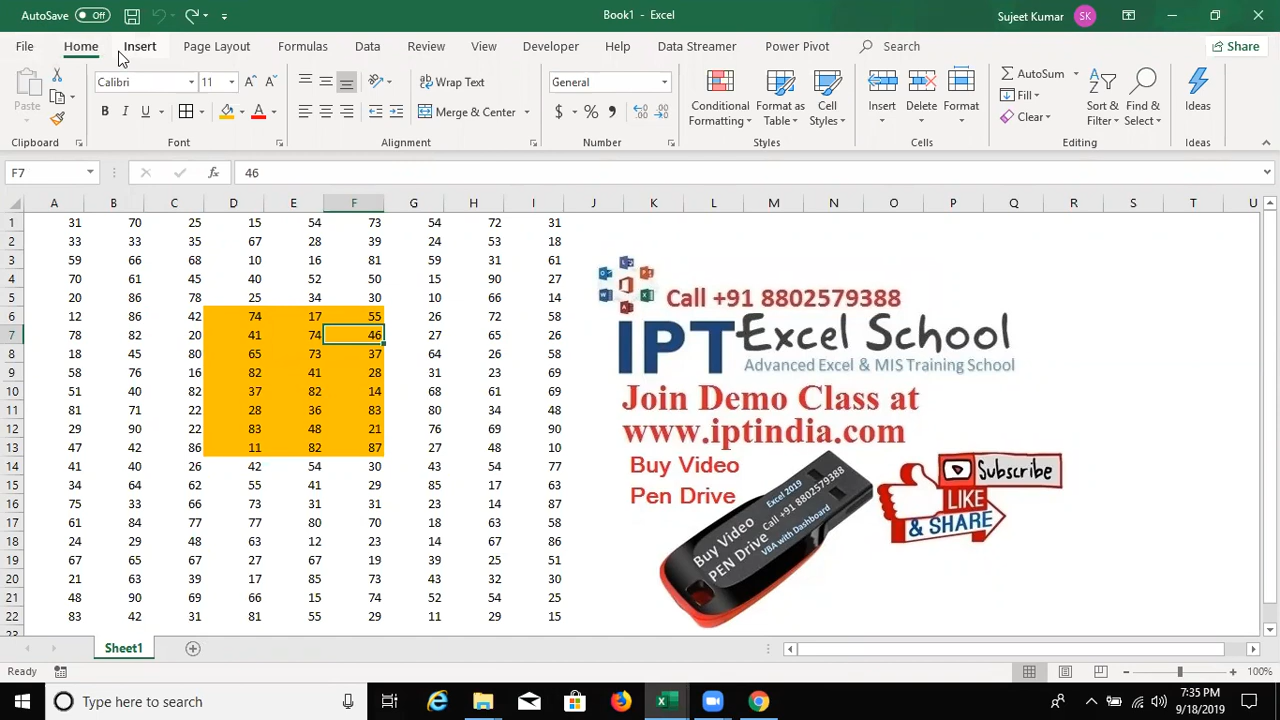 AutoSave Off Book1 - Excel Sujeet Kumar SK
File Home Insert Page Layout Formulas Data Review View Developer Help Data Streamer Power Pivot Search Share
Paste Calibri 11 Wrap Text General Conditional Formatting Format as Table Cell Styles Insert Delete Format AutoSum Sort & Filter Find & Select Ideas
B I U Merge & Center $ % Fill Clear
Clipboard Font Alignment Number Styles Cells Editing Ideas
F7 fx 46
A B C D E F G H I J K L M N O P Q R S T U
1 31 70 25 15 54 73 54 72 31
2 33 33 35 67 28 39 24 53 18
3 59 66 68 10 16 81 59 31 61
4 70 61 45 40 52 50 15 90 27
5 20 86 78 25 34 30 10 66 14
6 12 86 42 74 17 55 26 72 58
7 78 82 20 41 74 46 27 65 26
8 18 45 80 65 73 37 64 26 58
9 58 76 16 82 41 28 31 23 69
10 51 40 82 37 82 14 68 61 69
11 81 71 22 28 36 83 80 34 48
12 29 90 22 83 48 21 76 69 90
13 47 42 86 11 82 87 27 48 10
14 41 40 26 42 54 30 43 54 77
15 34 64 62 55 41 29 85 17 63
16 75 33 66 73 31 31 23 14 87
17 61 84 77 77 80 70 18 63 58
18 24 29 48 63 12 23 14 67 86
19 67 65 67 27 67 19 39 25 51
20 21 63 39 17 85 73 43 32 30
21 48 90 69 66 15 74 52 54 25
22 83 42 31 81 55 29 11 29 15
23
Call +91 8802579388
IPT Excel School
Advanced Excel & MIS Training School
Join Demo Class at
www.iptindia.com
Buy Video
Pen Drive
Excel 2019
Call +91 8802579388
VBA with Dashboard
Buy Video
PEN Drive
Subscribe
LIKE
& SHARE
Sheet1
Ready 100%
Type here to search 7:35 PM
9/18/2019